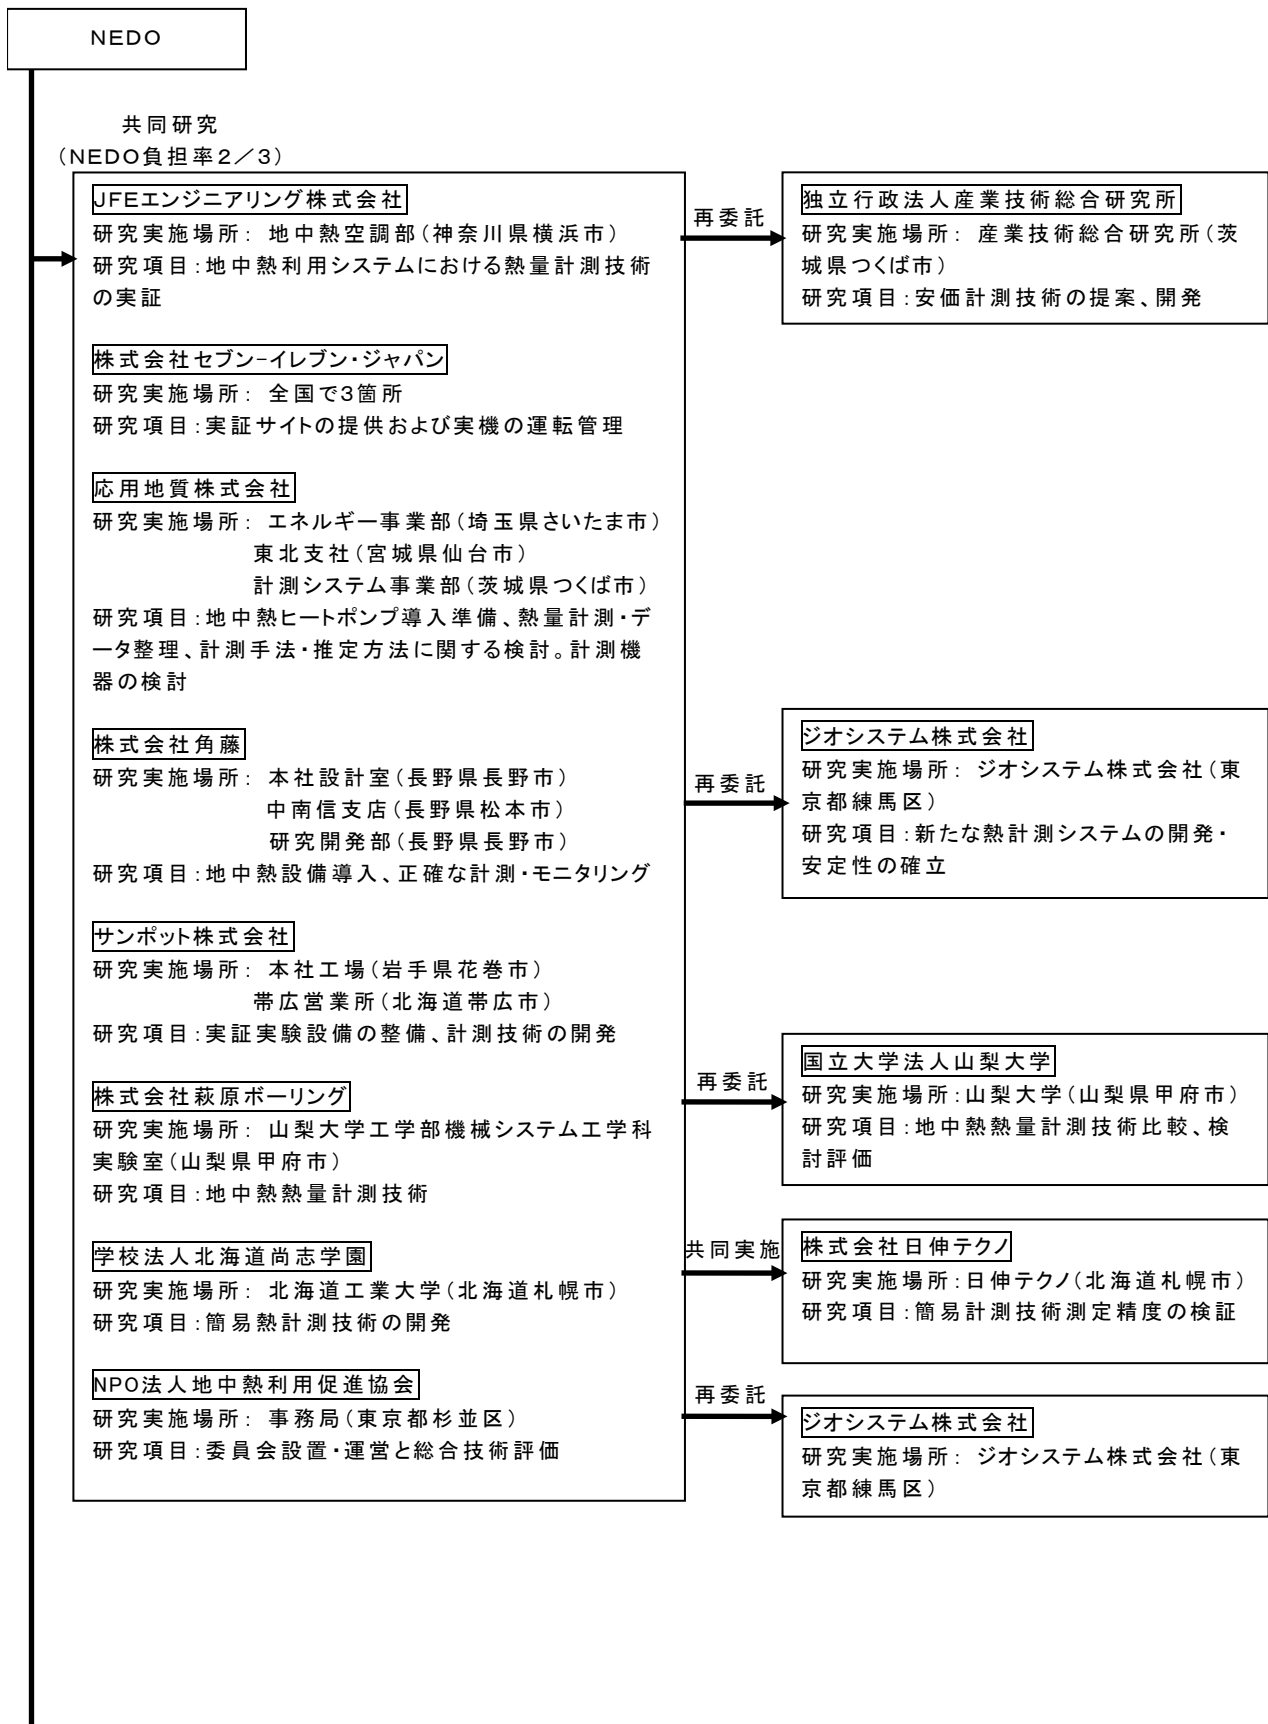 NEDO
共同研究
（NEDO負担率2／3）
JFEエンジニアリング株式会社
研究実施場所： 地中熱空調部（神奈川県横浜市）
研究項目：地中熱利用システムにおける熱量計測技術
の実証
株式会社セブン-イレブン・ジャパン
研究実施場所： 全国で3箇所
研究項目：実証サイトの提供および実機の運転管理
応用地質株式会社
研究実施場所： エネルギー事業部（埼玉県さいたま市）
東北支社（宮城県仙台市）
計測システム事業部（茨城県つくば市）
研究項目：地中熱ヒートポンプ導入準備、熱量計測・デ
ータ整理、計測手法・推定方法に関する検討。計測機
器の検討
株式会社角藤
研究実施場所： 本社設計室（長野県長野市）
中南信支店（長野県松本市）
研究開発部（長野県長野市）
研究項目：地中熱設備導入、正確な計測・モニタリング
サンポット株式会社
研究実施場所： 本社工場（岩手県花巻市）
帯広営業所（北海道帯広市）
研究項目：実証実験設備の整備、計測技術の開発
株式会社萩原ボーリング
研究実施場所： 山梨大学工学部機械システム工学科
実験室（山梨県甲府市）
研究項目：地中熱熱量計測技術
学校法人北海道尚志学園
研究実施場所： 北海道工業大学（北海道札幌市）
研究項目：簡易熱計測技術の開発
NPO法人地中熱利用促進協会
研究実施場所： 事務局（東京都杉並区）
研究項目：委員会設置・運営と総合技術評価
再委託
独立行政法人産業技術総合研究所
研究実施場所： 産業技術総合研究所（茨
城県つくば市）
研究項目：安価計測技術の提案、開発
再委託
ジオシステム株式会社
研究実施場所： ジオシステム株式会社（東
京都練馬区）
研究項目：新たな熱計測システムの開発・
安定性の確立
再委託
国立大学法人山梨大学
研究実施場所：山梨大学（山梨県甲府市）
研究項目：地中熱熱量計測技術比較、検
討評価
共同実施
株式会社日伸テクノ
研究実施場所：日伸テクノ（北海道札幌市）
研究項目：簡易計測技術測定精度の検証
再委託
ジオシステム株式会社
研究実施場所： ジオシステム株式会社（東
京都練馬区）